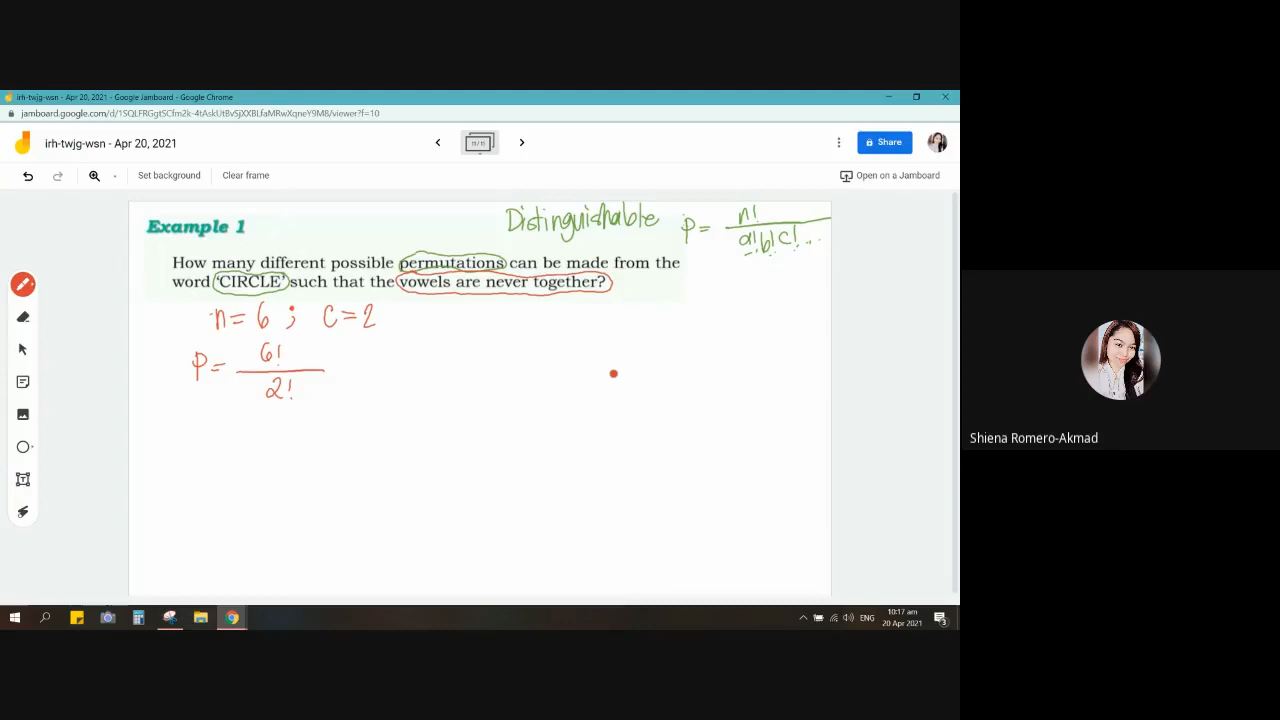 irh-twjg-wsn - Apr 20, 2021 - Google Jamboard - Google Chrome
irh-twjg-wsn - Apr 20, 2021
11 / 11
Share
Set background
Clear frame
Open on a Jamboard
Example 1
Distinguishable P = n! / a! b! c! ...
How many different possible permutations can be made from the
word 'CIRCLE' such that the vowels are never together?
n = 6 ; C = 2
P = 6! / 2!
Shiena Romero-Akmad
ENG
10:17 am
20 Apr 2021
3